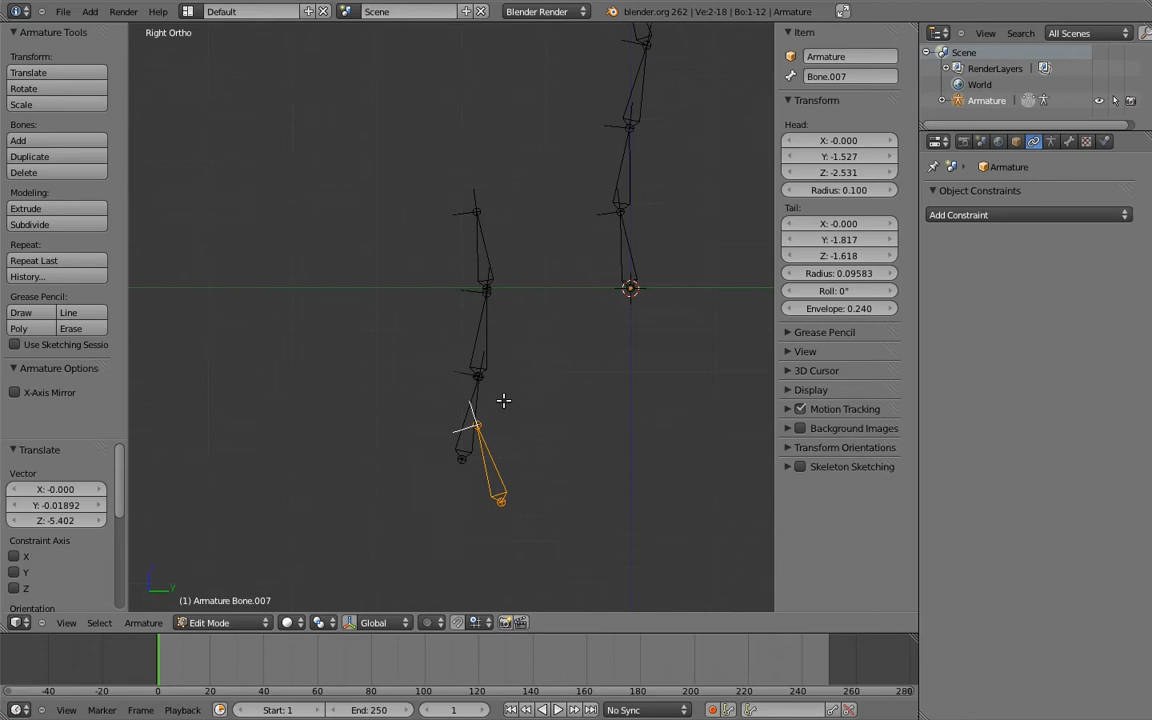 File Add Render Help Default Scene Blender Render blender.org 262 | Ve:2-18 | Bo:1-12 | Armature
Armature Tools
Transform:
Translate
Rotate
Scale
Bones:
Add
Duplicate
Delete
Modeling:
Extrude
Subdivide
Repeat:
Repeat Last
History...
Grease Pencil:
Draw Line
Poly Erase
Use Sketching Sessio
Armature Options
X-Axis Mirror
Translate
Vector
X: -0.000
Y: -0.01892
Z: -5.402
Constraint Axis
X
Y
Z
Orientation
Right Ortho
(1) Armature Bone.007
Item
Armature
Bone.007
Transform
Head:
X: -0.000
Y: -1.527
Z: -2.531
Radius: 0.100
Tail:
X: -0.000
Y: -1.817
Z: -1.618
Radius: 0.09583
Roll: 0°
Envelope: 0.240
Grease Pencil
View
3D Cursor
Display
Motion Tracking
Background Images
Transform Orientations
Skeleton Sketching
View Search All Scenes
Scene
RenderLayers
World
Armature
Armature
Object Constraints
Add Constraint
View Select Armature Edit Mode Global
-40 -20 0 20 40 60 80 100 120 140 160 180 200 220 240 260 280
View Marker Frame Playback Start: 1 End: 250 1 No Sync